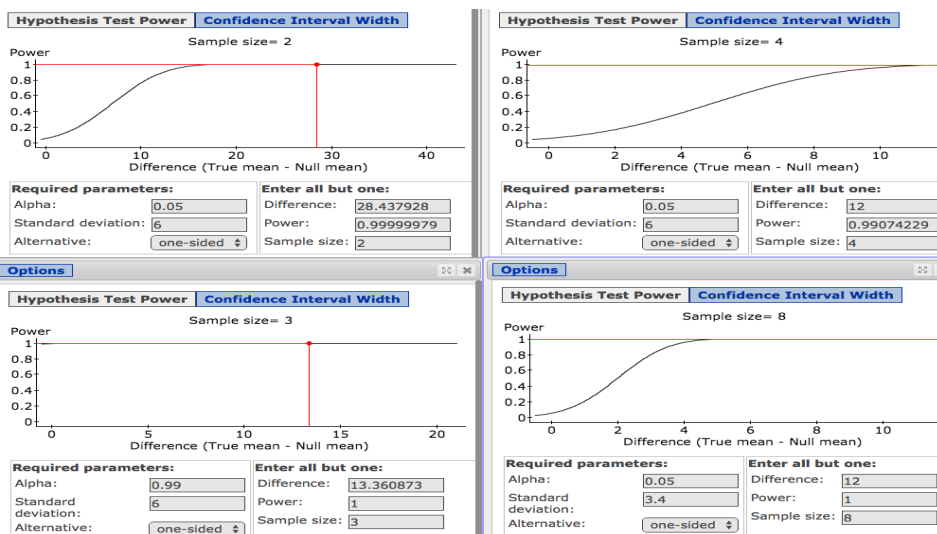 Hypothesis Test Power Confidence Interval Width
Sample size= 2
Power
1
0.8
0.6
0.4
0.2
0
0 10 20 30 40
Difference (True mean - Null mean)
Required parameters: Enter all but one:
Alpha: 0.05 Difference: 28.437928
Standard deviation: 6 Power: 0.99999979
Alternative: one-sided Sample size: 2
Hypothesis Test Power Confidence Interval Width
Sample size= 4
Power
1
0.8
0.6
0.4
0.2
0
0 2 4 6 8 10
Difference (True mean - Null mean)
Required parameters: Enter all but one:
Alpha: 0.05 Difference: 12
Standard deviation: 6 Power: 0.99074229
Alternative: one-sided Sample size: 4
Options
Hypothesis Test Power Confidence Interval Width
Sample size= 3
Power
1
0.8
0.6
0.4
0.2
0
0 5 10 15 20
Difference (True mean - Null mean)
Required parameters: Enter all but one:
Alpha: 0.99 Difference: 13.360873
Standard
deviation: 6 Power: 1
Alternative: one-sided Sample size: 3
Options
Hypothesis Test Power Confidence Interval Width
Sample size= 8
Power
1
0.8
0.6
0.4
0.2
0
0 2 4 6 8 10
Difference (True mean - Null mean)
Required parameters: Enter all but one:
Alpha: 0.05 Difference: 12
Standard
deviation: 3.4 Power: 1
Alternative: one-sided Sample size: 8